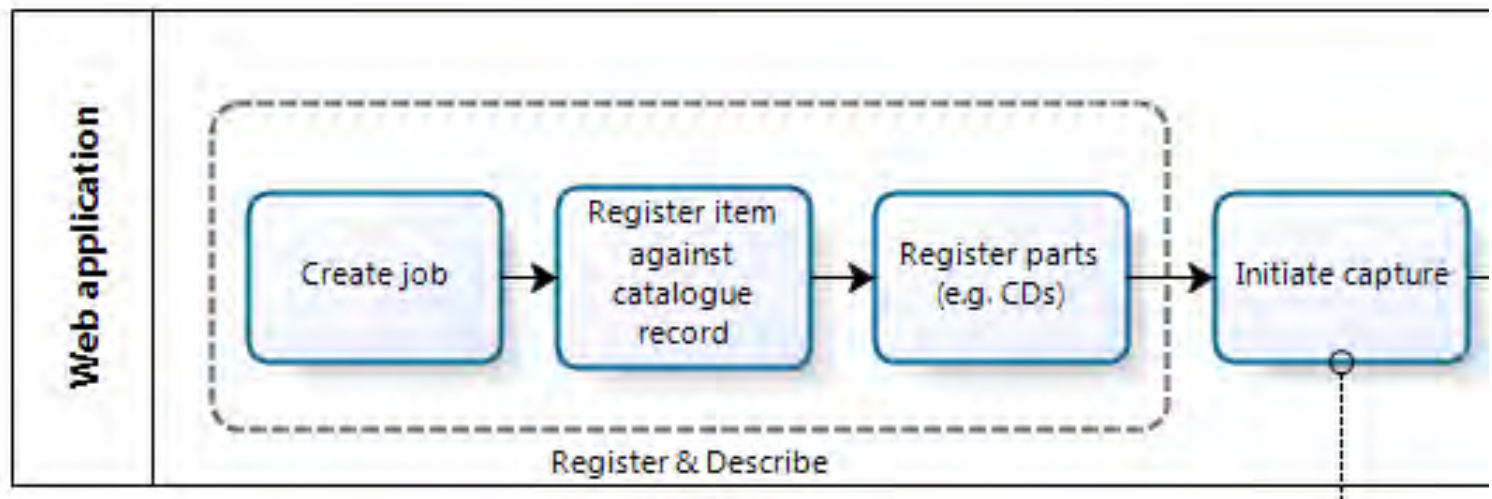 Web application
Create job
Register item
against
catalogue
record
Register parts
(e.g. CDs)
Initiate capture
Register & Describe